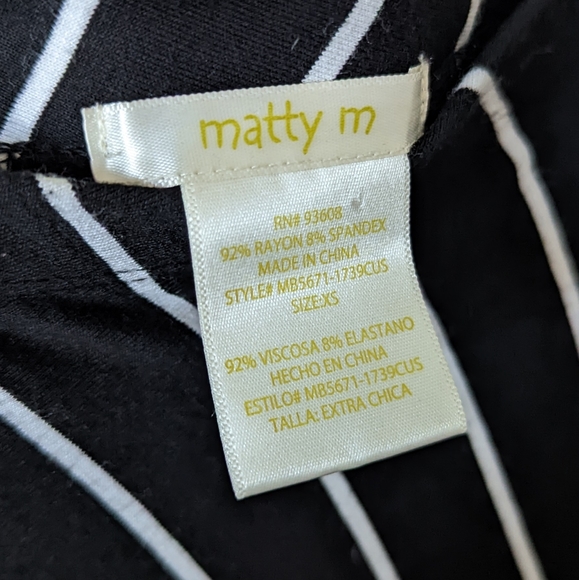 matty m
RN# 93608
92% RAYON 8% SPANDEX
MADE IN CHINA
STYLE# MB5671-1739CUS
SIZE:XS
92% VISCOSA 8% ELASTANO
HECHO EN CHINA
ESTILO# MB5671-1739CUS
TALLA: EXTRA CHICA